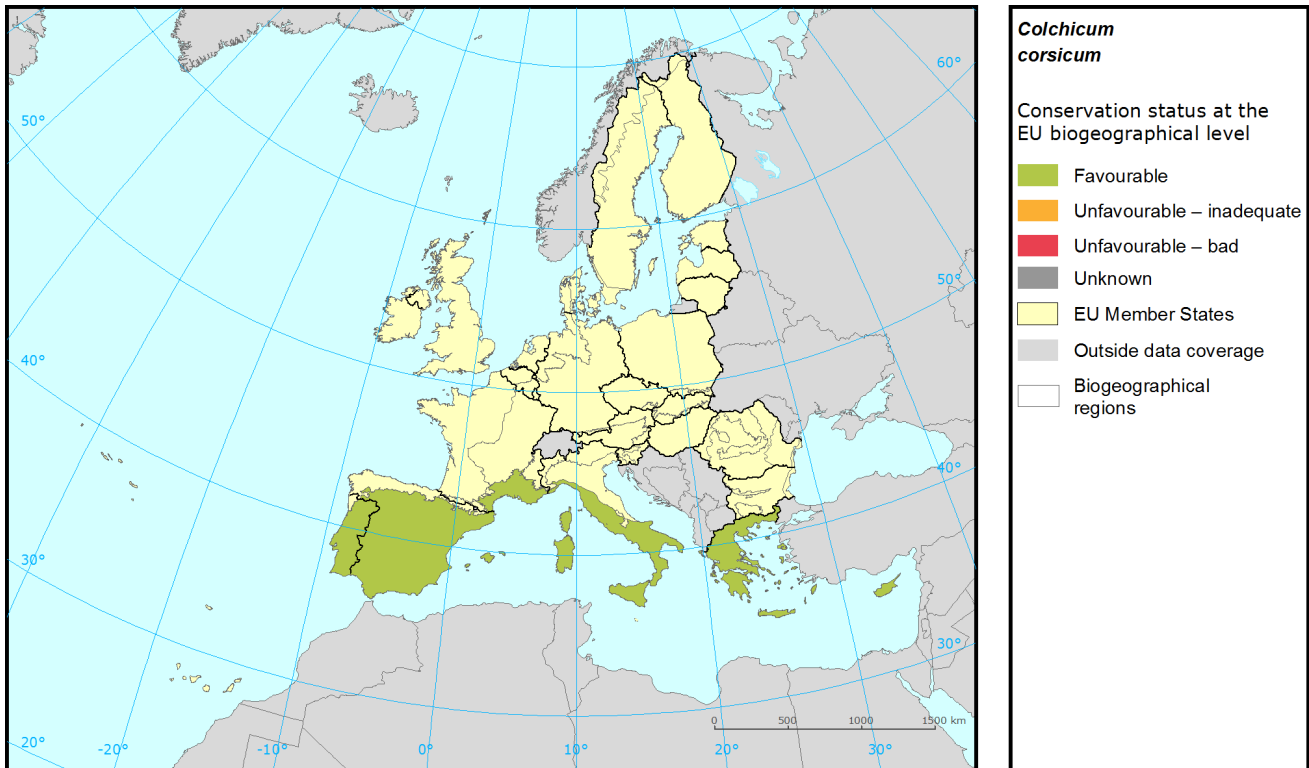 Colchicum
corsicum
Conservation status at the
EU biogeographical level
Favourable
Unfavourable – inadequate
Unfavourable – bad
Unknown
EU Member States
Outside data coverage
Biogeographical
regions
60°
50°
50°
40°
40°
30°
30°
20°
-20°
-10°
0°
10°
20°
30°
0 500 1000 1500 km